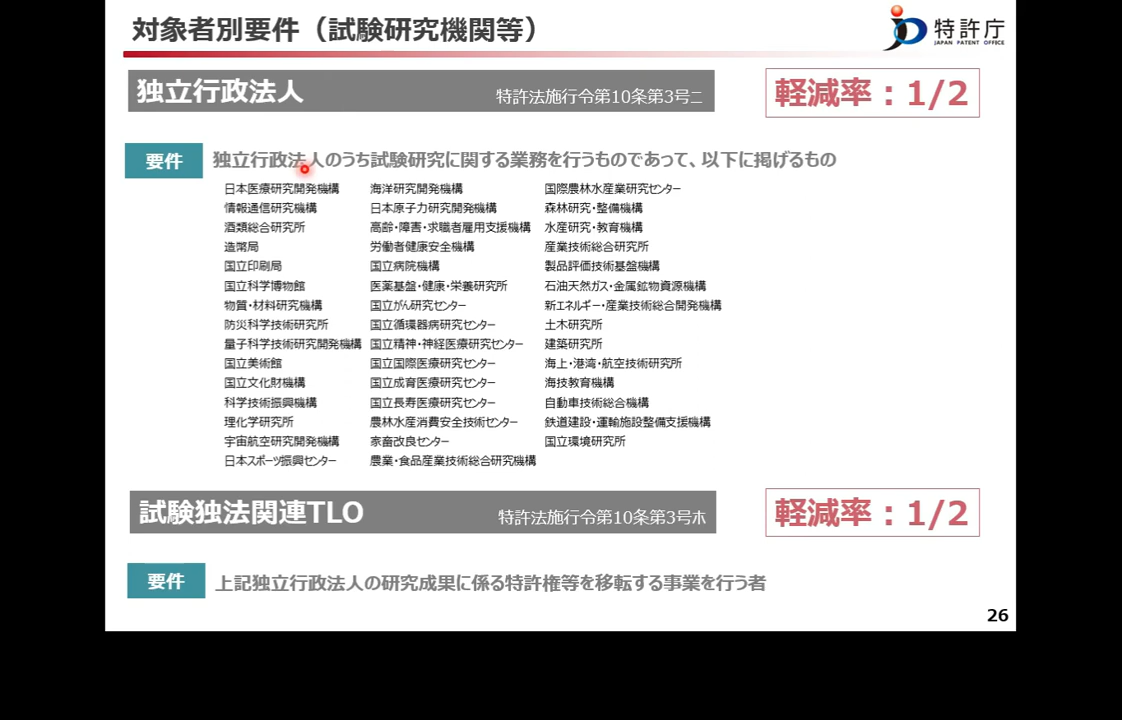 対象者別要件（試験研究機関等）
特許庁
JAPAN PATENT OFFICE
独立行政法人 特許法施行令第10条第3号ニ
軽減率：1/2
要件 独立行政法人のうち試験研究に関する業務を行うものであって、以下に掲げるもの
日本医療研究開発機構 海洋研究開発機構 国際農林水産業研究センター
情報通信研究機構 日本原子力研究開発機構 森林研究・整備機構
酒類総合研究所 高齢・障害・求職者雇用支援機構 水産研究・教育機構
造幣局 労働者健康安全機構 産業技術総合研究所
国立印刷局 国立病院機構 製品評価技術基盤機構
国立科学博物館 医薬基盤・健康・栄養研究所 石油天然ガス・金属鉱物資源機構
物質・材料研究機構 国立がん研究センター 新エネルギー・産業技術総合開発機構
防災科学技術研究所 国立循環器病研究センター 土木研究所
量子科学技術研究開発機構 国立精神・神経医療研究センター 建築研究所
国立美術館 国立国際医療研究センター 海上・港湾・航空技術研究所
国立文化財機構 国立成育医療研究センター 海技教育機構
科学技術振興機構 国立長寿医療研究センター 自動車技術総合機構
理化学研究所 農林水産消費安全技術センター 鉄道建設・運輸施設整備支援機構
宇宙航空研究開発機構 家畜改良センター 国立環境研究所
日本スポーツ振興センター 農業・食品産業技術総合研究機構
試験独法関連TLO 特許法施行令第10条第3号ホ
軽減率：1/2
要件 上記独立行政法人の研究成果に係る特許権等を移転する事業を行う者
26